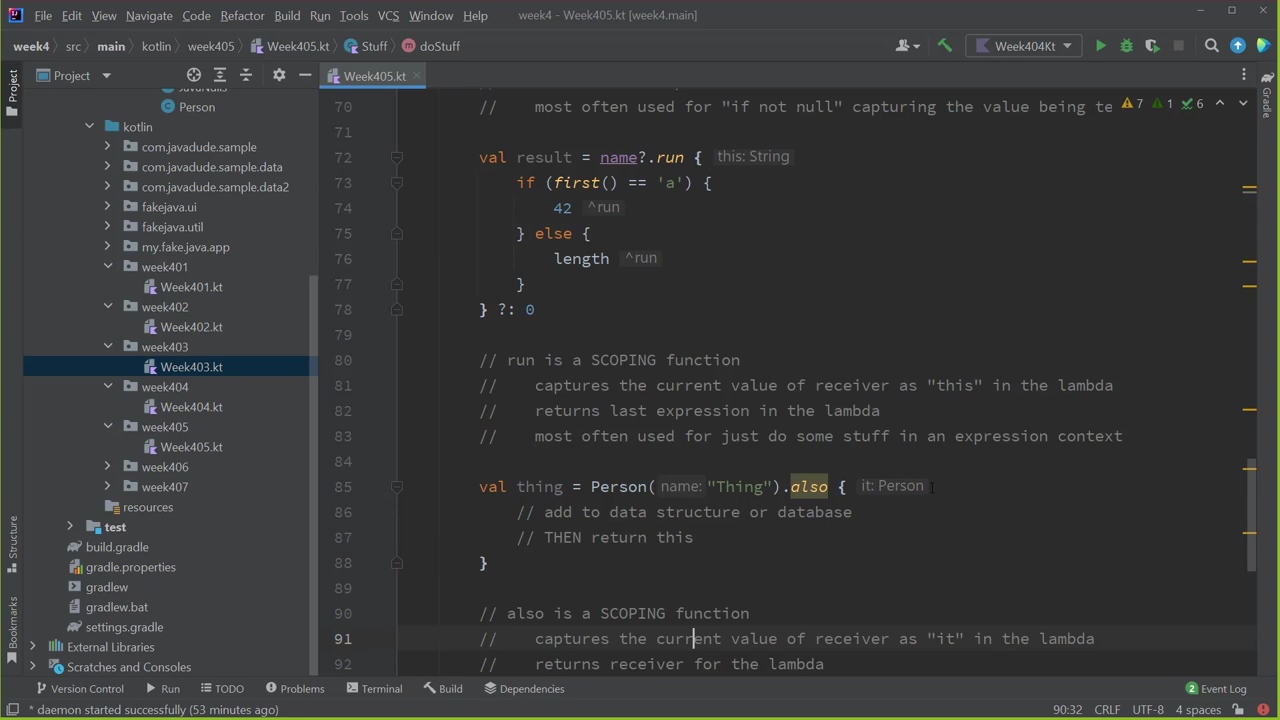 File Edit View Navigate Code Refactor Build Run Tools VCS Window Help week4 - Week405.kt [week4.main]
week4 src main kotlin week405 Week405.kt Stuff doStuff Week404Kt
Project Week405.kt
Project
Person
kotlin
com.javadude.sample
com.javadude.sample.data
com.javadude.sample.data2
fakejava.ui
fakejava.util
my.fake.java.app
week401
Week401.kt
week402
Week402.kt
week403
Week403.kt
week404
Week404.kt
week405
Week405.kt
week406
week407
resources
test
build.gradle
gradle.properties
gradlew
gradlew.bat
settings.gradle
External Libraries
Scratches and Consoles
Structure
Bookmarks
70 // most often used for "if not null" capturing the value being te
7 1 6
71
72 val result = name?.run { this: String
73 if (first() == 'a') {
74 42 ^run
75 } else {
76 length ^run
77 }
78 } ?: 0
79
80 // run is a SCOPING function
81 // captures the current value of receiver as "this" in the lambda
82 // returns last expression in the lambda
83 // most often used for just do some stuff in an expression context
84
85 val thing = Person( name: "Thing").also { it: Person
86 // add to data structure or database
87 // THEN return this
88 }
89
90 // also is a SCOPING function
91 // captures the current value of receiver as "it" in the lambda
92 // returns receiver for the lambda
Gradle
Version Control Run TODO Problems Terminal Build Dependencies 2 Event Log
* daemon started successfully (53 minutes ago) 90:32 CRLF UTF-8 4 spaces